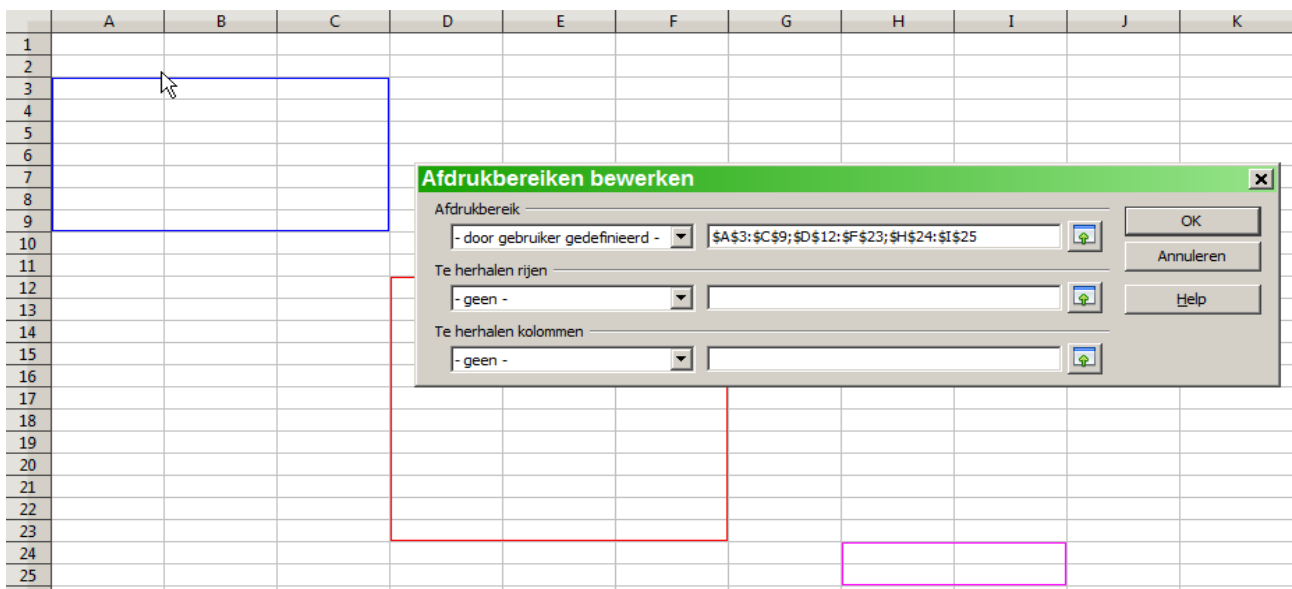 A B C D E F G H I J K
1
2
3
4
5
6
7
Afdrukbereiken bewerken
8
Afdrukbereik
9
- door gebruiker gedefinieerd - $A$3:$C$9;$D$12:$F$23;$H$24:$I$25
OK
10
Annuleren
11
Te herhalen rijen
12
- geen -
Help
13
14
Te herhalen kolommen
15
- geen -
16
17
18
19
20
21
22
23
24
25